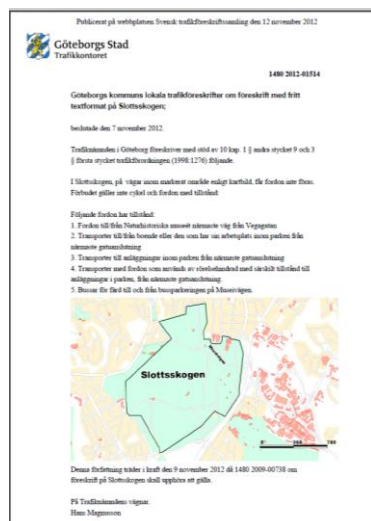 Publicerat på webbplatsen Svensk trafikföreskriftssamling den 12 november 2012
Göteborgs Stad
Trafikkontoret
1480 2012-01514
Göteborgs kommuns lokala trafikföreskrifter om föreskrift med fritt
textformat på Slottsskogen;
beslutade den 7 november 2012.
Trafiknämnden i Göteborg föreskriver med stöd av 10 kap. 1 § andra stycket 9 och 3
§ första stycket trafikförordningen (1998:1276) följande.
I Slottsskogen, på vägar inom markerat område enligt kartbild, får fordon inte föras.
Förbudet gäller inte cykel och fordon med tillstånd:
Följande fordon har tillstånd:
1. Fordon till/från Naturhistoriska museet närmaste väg från Vegagatan
2. Transporter till/från boende eller den som har sin arbetsplats inom parken från
närmaste gatuanslutning
3. Transporter till anläggningar inom parken från närmaste gatuanslutning
4. Transporter med fordon som används av rörelsehindrad med särskilt tillstånd till
anläggningar i parken, från närmaste gatuanslutning.
5. Bussar för färd till och från bussparkeringen på Museivägen.
Museivägen
Slottsskogen
Denna författning träder i kraft den 9 november 2012 då 1480 2009-00738 om
föreskrift på Slottsskogen skall upphöra att gälla.
På Trafiknämndens vägnar
Hans Magnusson